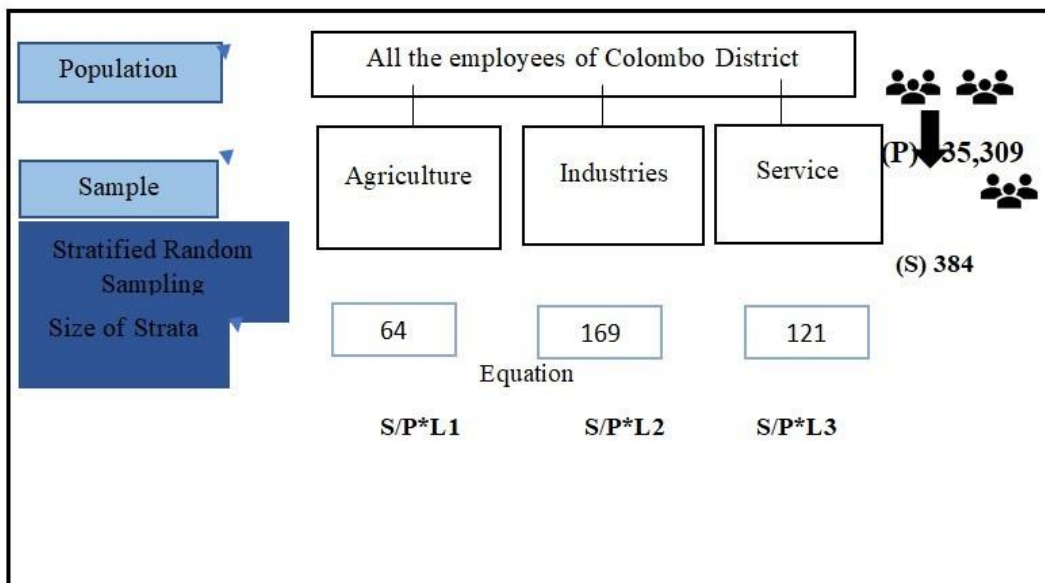 Population
All the employees of Colombo District
Agriculture
Industries
Service
(P) 35,309
Sample
(S) 384
Stratified Random
Sampling
Size of Strata
64
169
121
Equation
S/P*L1
S/P*L2
S/P*L3